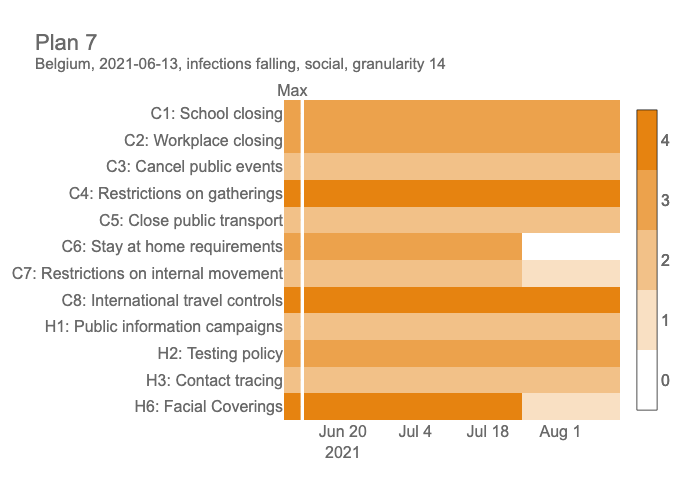 Plan 7
Belgium, 2021-06-13, infections falling, social, granularity 14
Max
C1: School closing
C2: Workplace closing
C3: Cancel public events
C4: Restrictions on gatherings
C5: Close public transport
C6: Stay at home requirements
C7: Restrictions on internal movement
C8: International travel controls
H1: Public information campaigns
H2: Testing policy
H3: Contact tracing
H6: Facial Coverings
Jun 20 Jul 4 Jul 18 Aug 1
2021
4
3
2
1
0